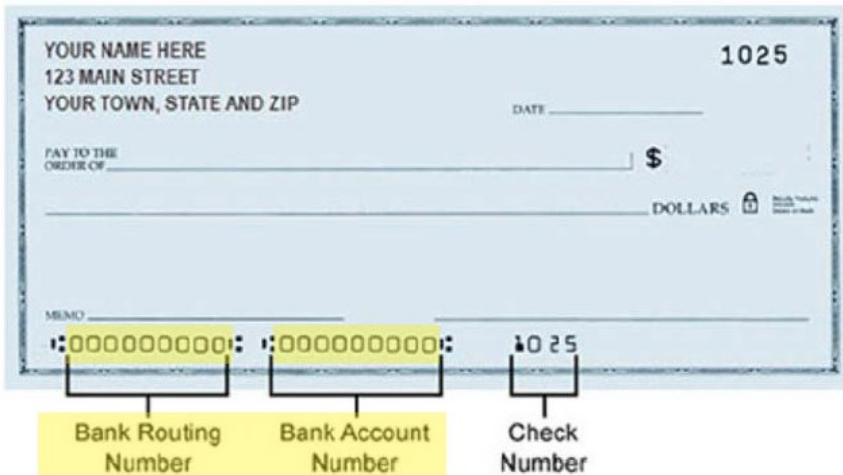 YOUR NAME HERE
1025
123 MAIN STREET
YOUR TOWN, STATE AND ZIP
DATE
PAY TO THE
ORDER OF
$
DOLLARS
MEMO
⑆000000000⑆ ⑆000000000⑆ 1025
Bank Routing Number
Bank Account Number
Check Number